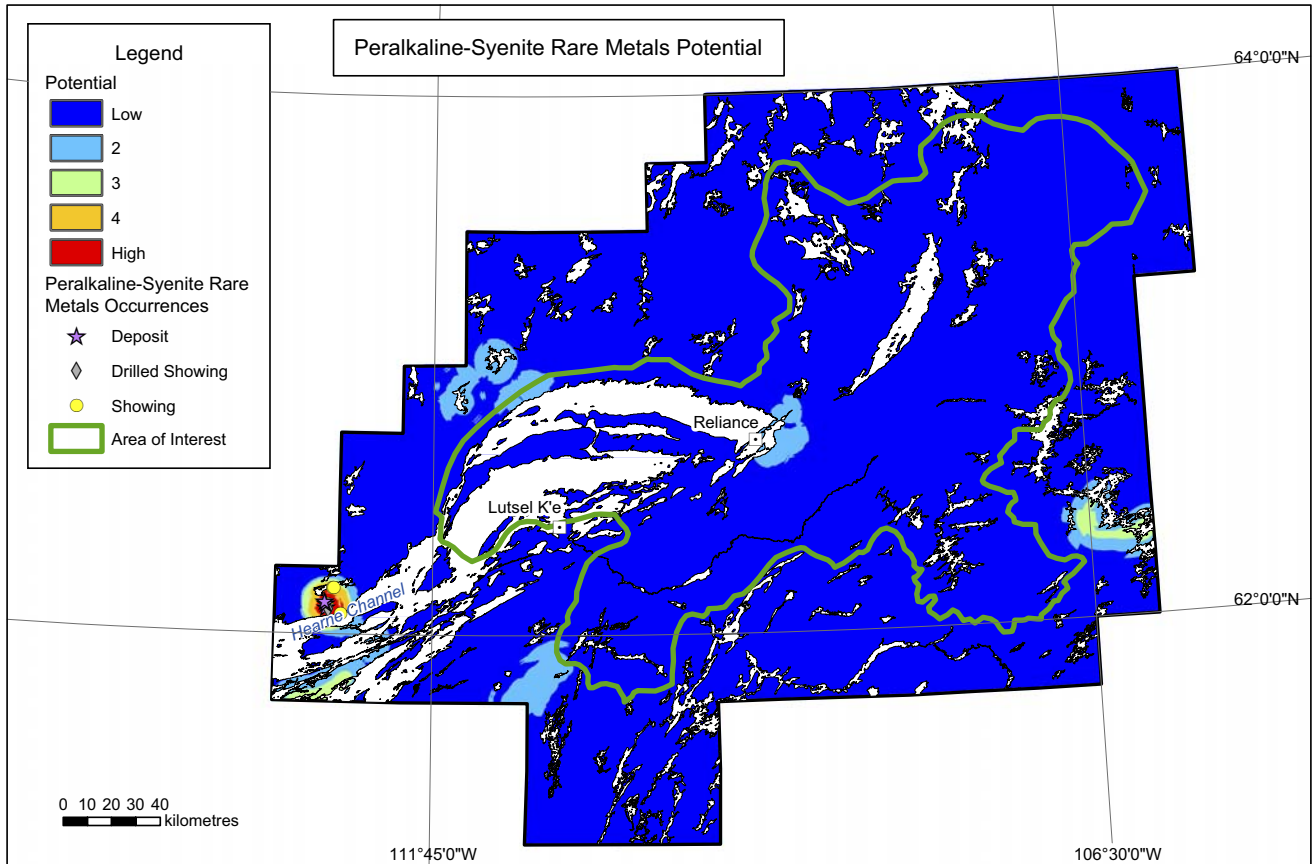 Peralkaline-Syenite Rare Metals Potential
Legend
Potential
Low
2
3
4
High
Peralkaline-Syenite Rare
Metals Occurrences
Deposit
Drilled Showing
Showing
Area of Interest
64°0'0"N
Reliance
Lutsel K'e
Hearne Channel
62°0'0"N
0 10 20 30 40
kilometres
111°45'0"W
106°30'0"W